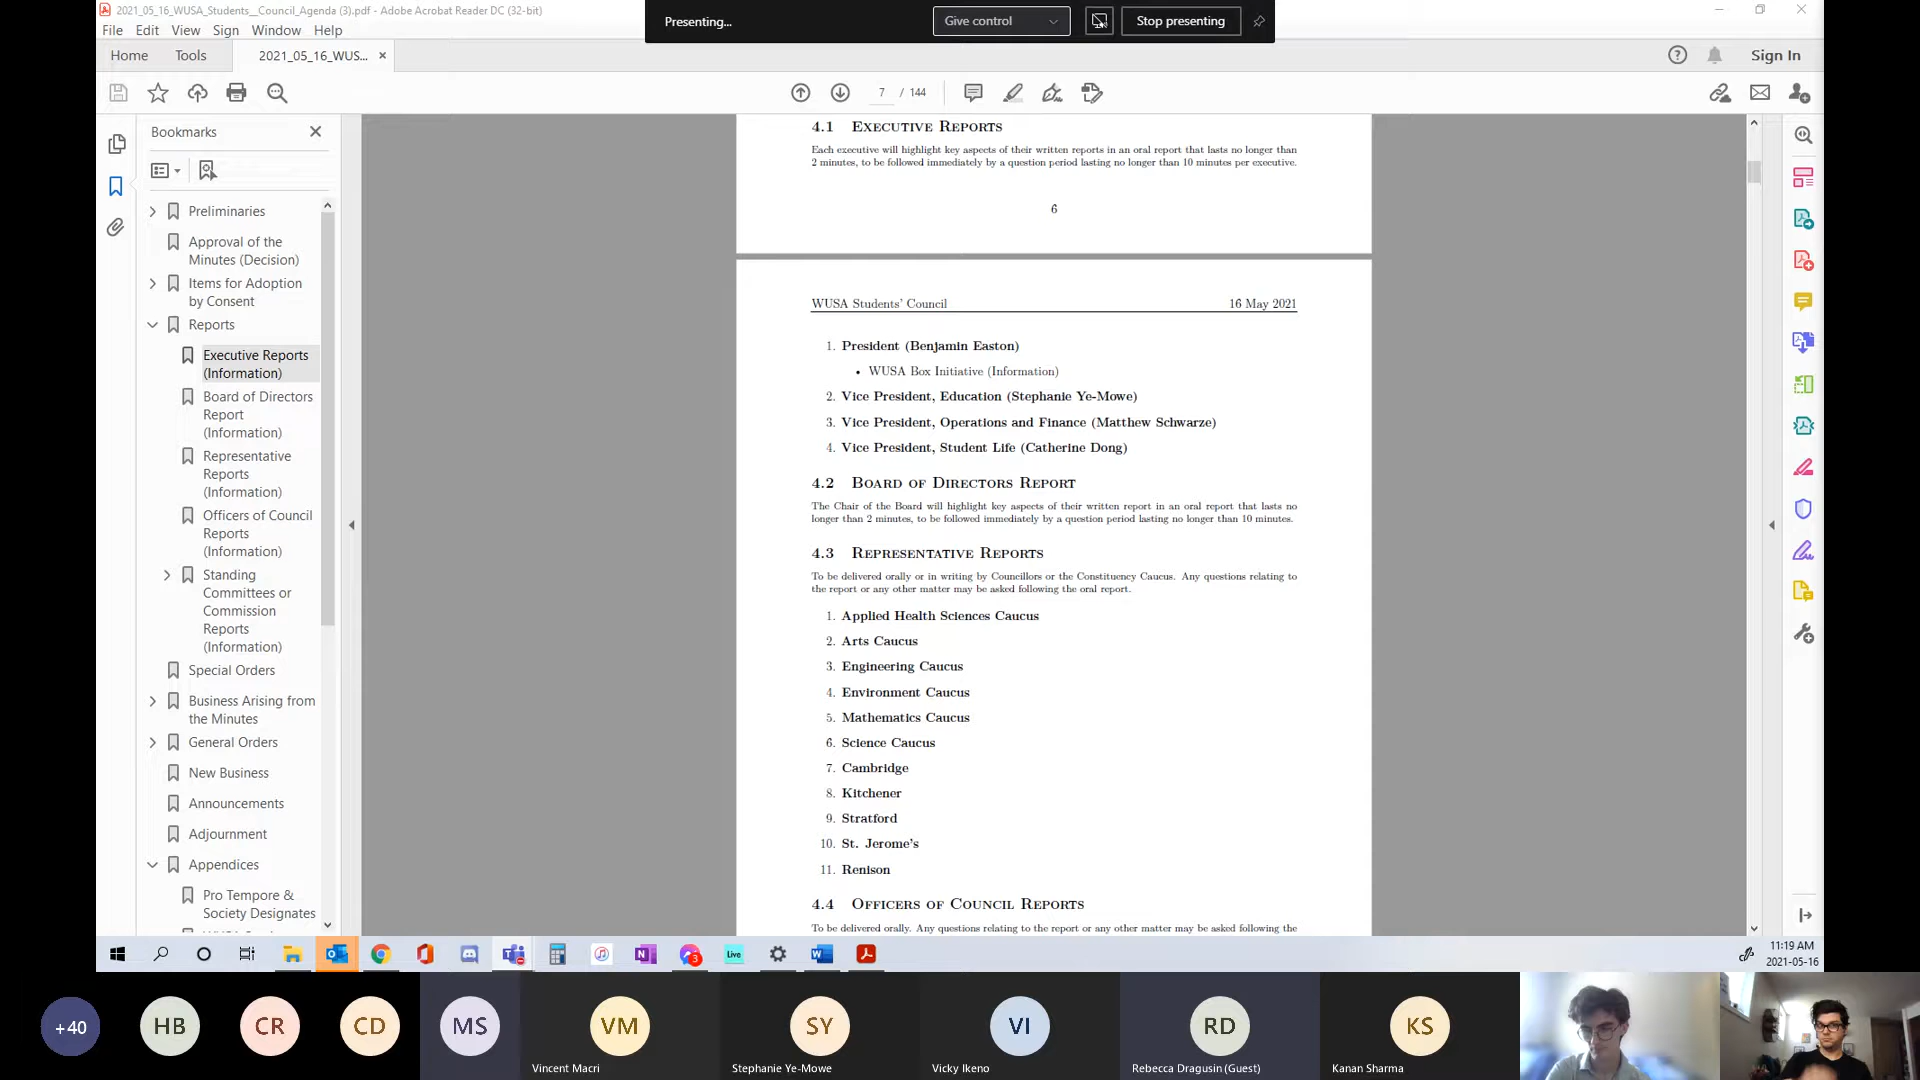 2021_05_16_WUSA_Students__Council_Agenda (3).pdf - Adobe Acrobat Reader DC (32-bit)
Presenting...
Give control
Stop presenting
File Edit View Sign Window Help
Home Tools 2021_05_16_WUS... ×
Sign In
7 / 144
Bookmarks
Preliminaries
Approval of the
Minutes (Decision)
Items for Adoption
by Consent
Reports
Executive Reports
(Information)
Board of Directors
Report
(Information)
Representative
Reports
(Information)
Officers of Council
Reports
(Information)
Standing
Committees or
Commission
Reports
(Information)
Special Orders
Business Arising from
the Minutes
General Orders
New Business
Announcements
Adjournment
Appendices
Pro Tempore &
Society Designates
4.1 Executive Reports
Each executive will highlight key aspects of their written reports in an oral report that lasts no longer than
2 minutes, to be followed immediately by a question period lasting no longer than 10 minutes per executive.
6
WUSA Students' Council 16 May 2021
1. President (Benjamin Easton)
• WUSA Box Initiative (Information)
2. Vice President, Education (Stephanie Ye-Mowe)
3. Vice President, Operations and Finance (Matthew Schwarze)
4. Vice President, Student Life (Catherine Dong)
4.2 Board of Directors Report
The Chair of the Board will highlight key aspects of their written report in an oral report that lasts no
longer than 2 minutes, to be followed immediately by a question period lasting no longer than 10 minutes.
4.3 Representative Reports
To be delivered orally or in writing by Councillors or the Constituency Caucus. Any questions relating to
the report or any other matter may be asked following the oral report.
1. Applied Health Sciences Caucus
2. Arts Caucus
3. Engineering Caucus
4. Environment Caucus
5. Mathematics Caucus
6. Science Caucus
7. Cambridge
8. Kitchener
9. Stratford
10. St. Jerome's
11. Renison
4.4 Officers of Council Reports
To be delivered orally. Any questions relating to the report or any other matter may be asked following the
Live
3
11:19 AM
2021-05-16
+40 HB CR CD MS VM SY VI RD KS
Vincent Macri Stephanie Ye-Mowe Vicky Ikeno Rebecca Dragusin (Guest) Kanan Sharma